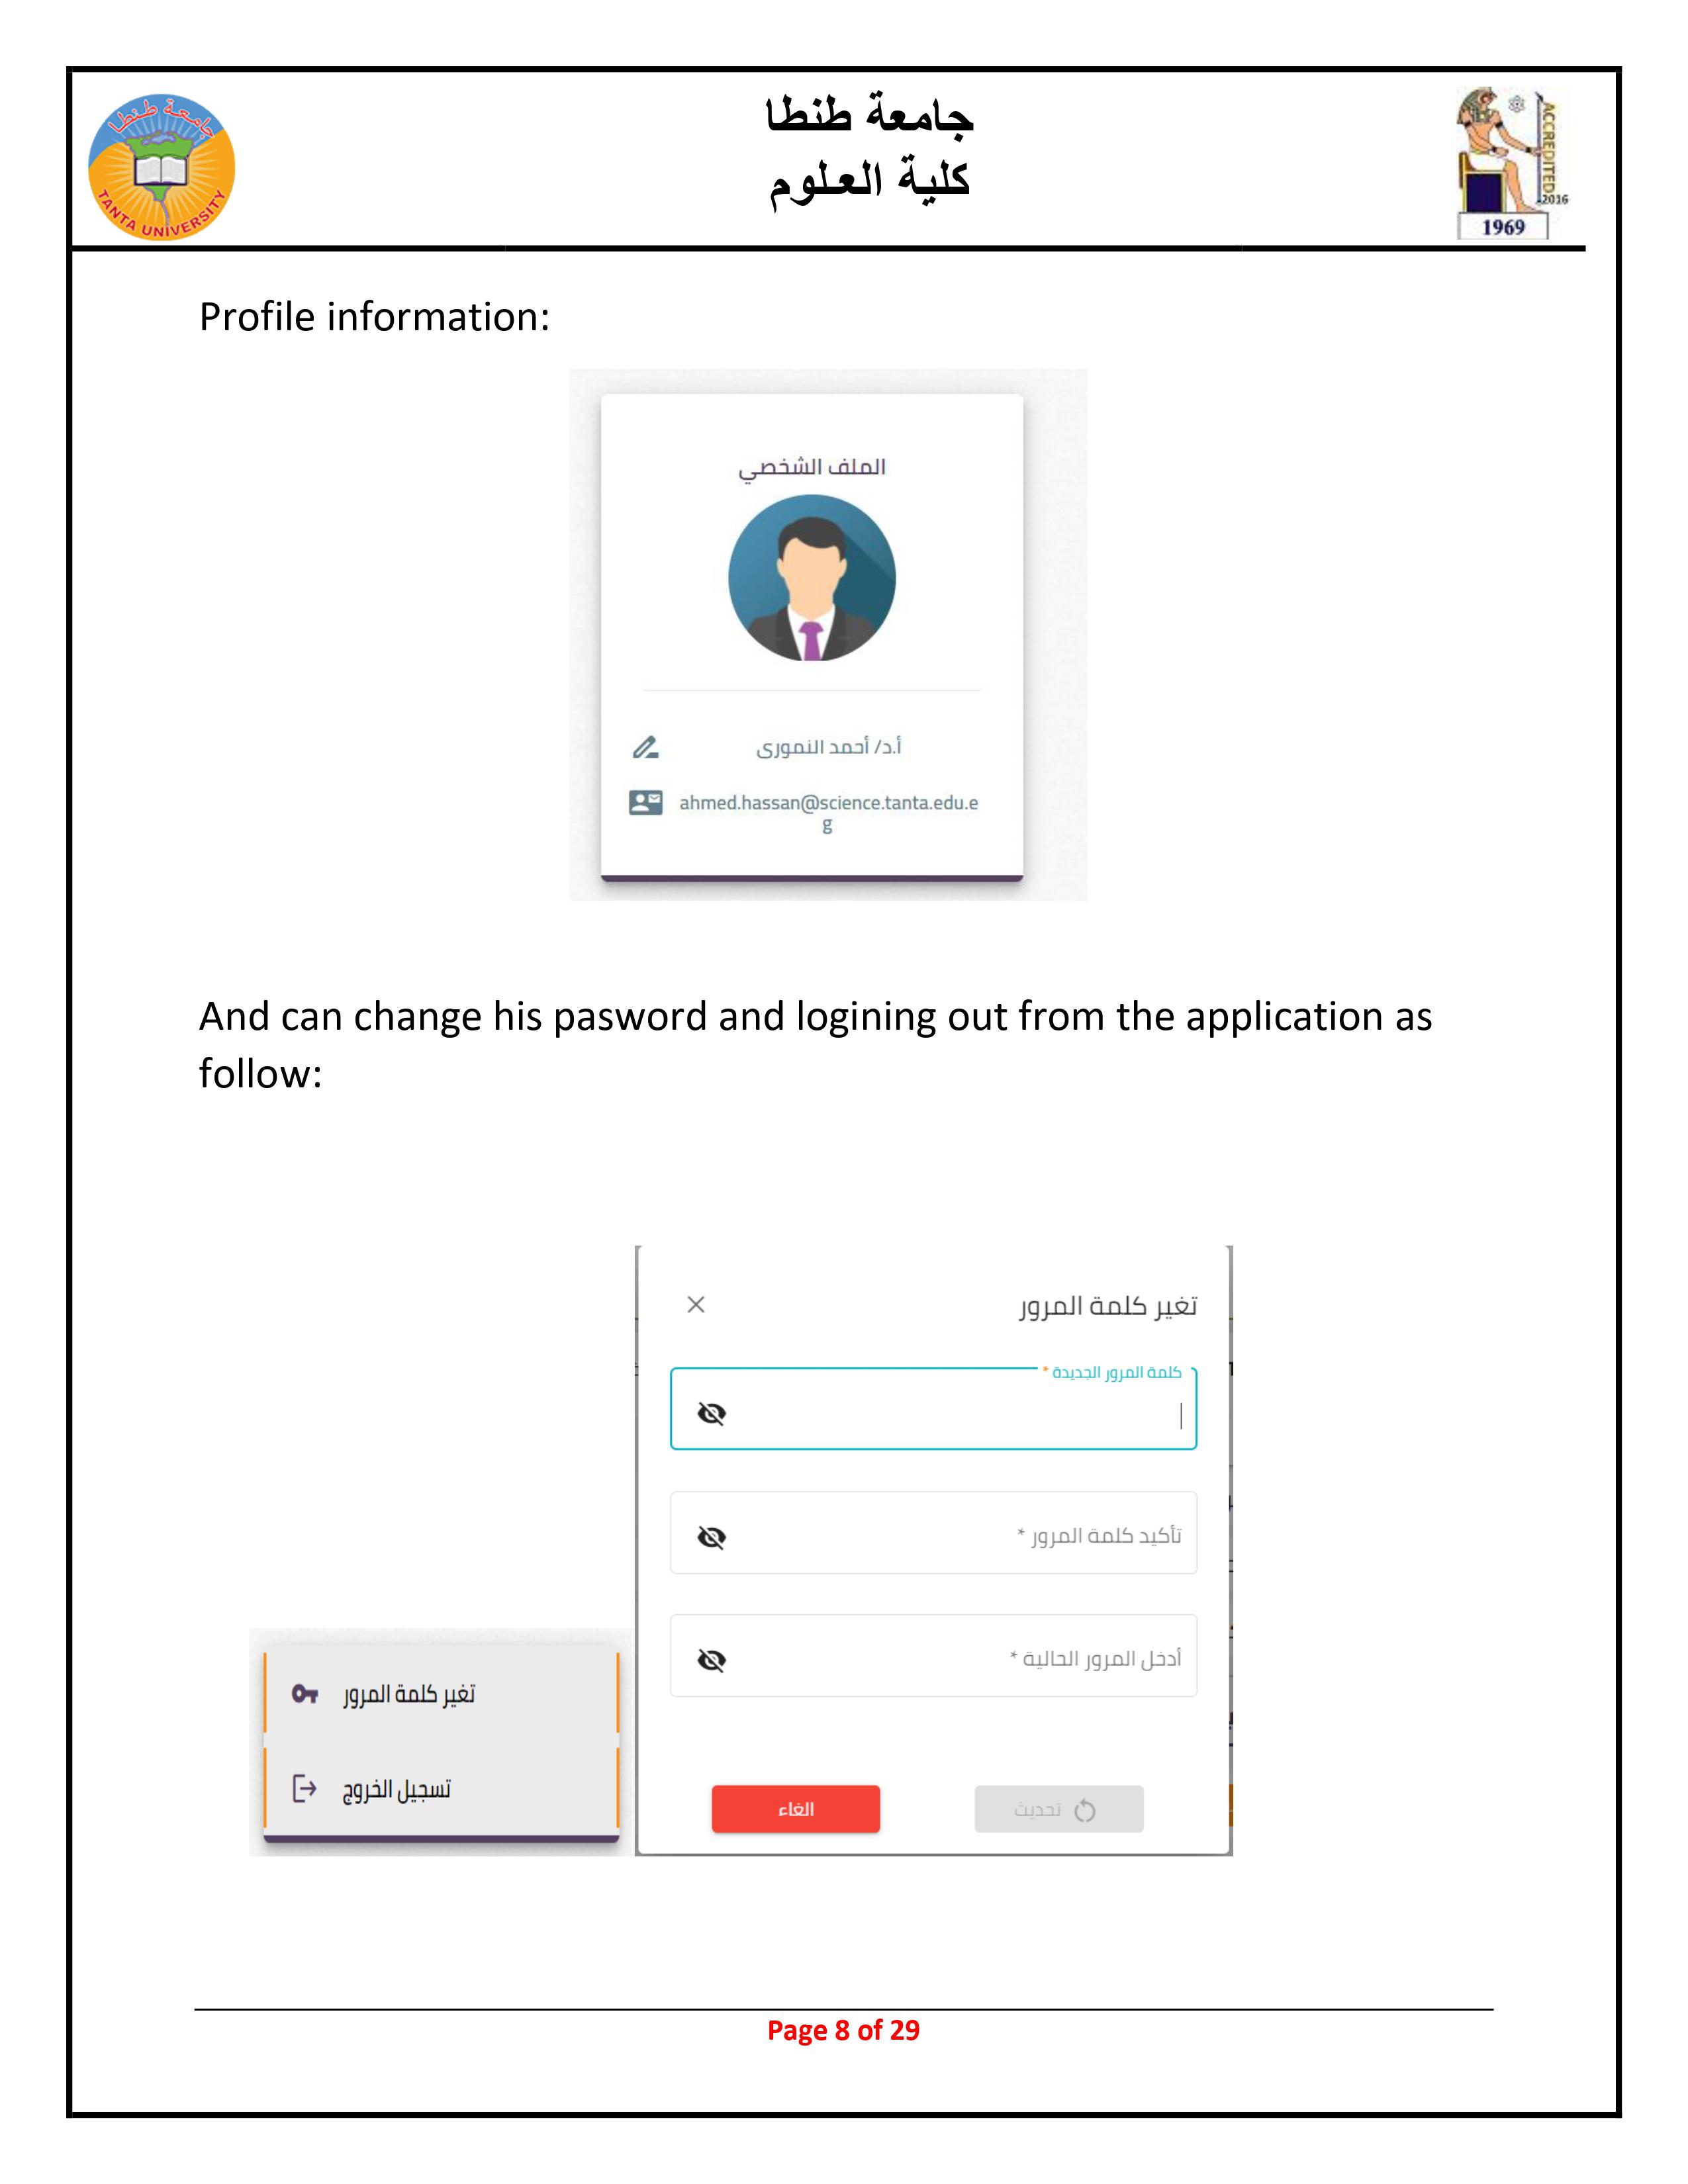 جامعة طنطا
TANTA UNIVERSITY
جامعة طنطا
كلية العلوم
ACCREDITED
2016
1969
Profile information:
الملف الشخصي
أ.د/ أحمد النمورى
ahmed.hassan@science.tanta.edu.e
g
And can change his pasword and logining out from the application as
follow:
تغير كلمة المرور
كلمة المرور الجديدة *
تأكيد كلمة المرور *
أدخل المرور الحالية *
تحديث
الغاء
تغير كلمة المرور
تسجيل الخروج
Page 8 of 29